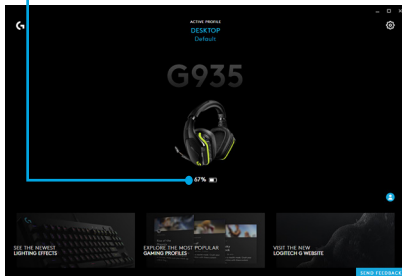 ACTIVE PROFILE
DESKTOP
Default
G935
67%
SEE THE NEWEST
LIGHTING EFFECTS
EXPLORE THE MOST POPULAR
GAMING PROFILES
VISIT THE NEW
LOGITECH G WEBSITE
SEND FEEDBACK